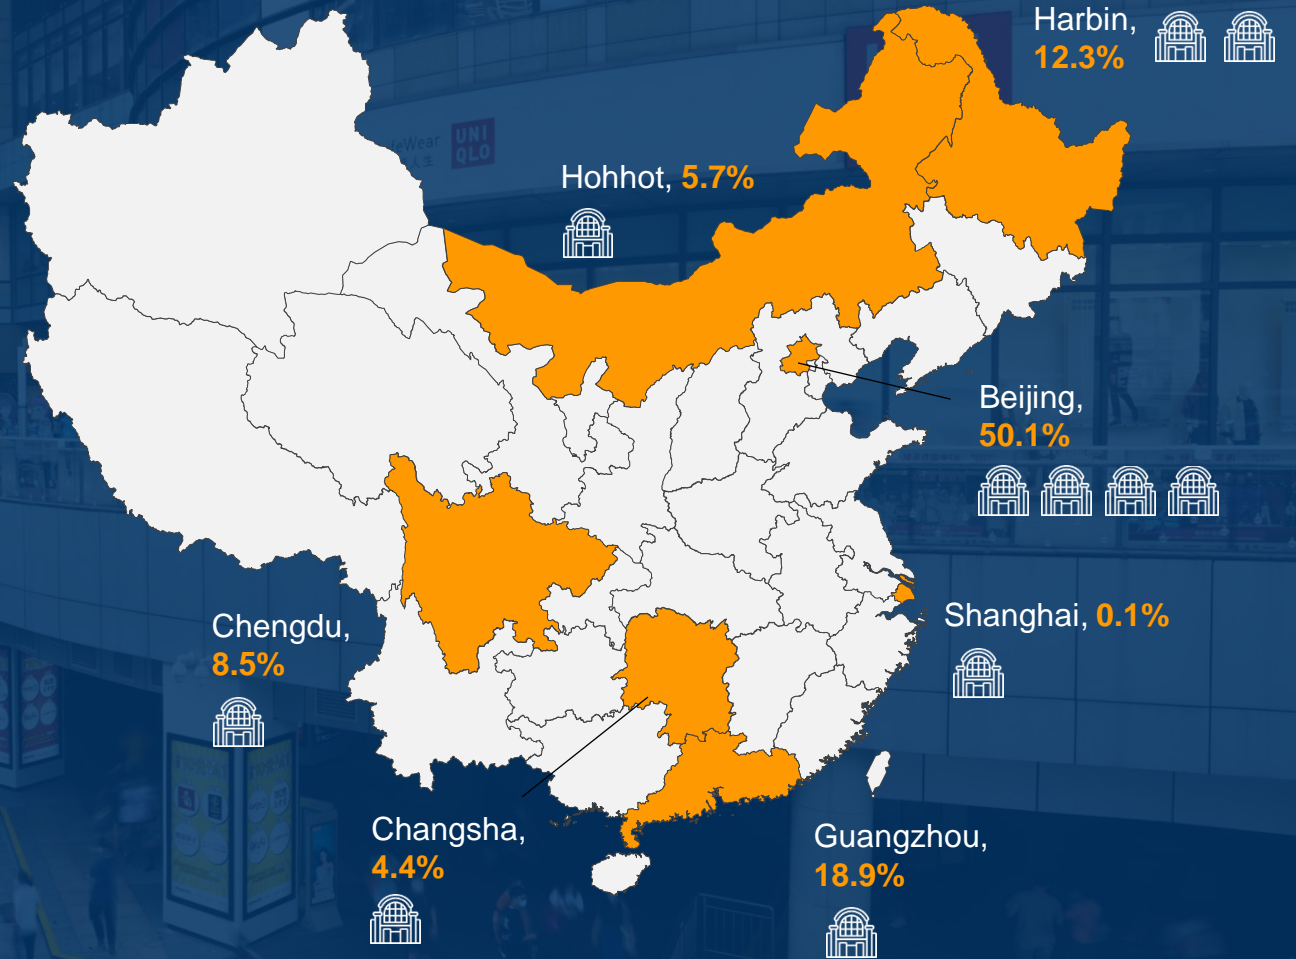 Harbin,
12.3%
UNI
QLO
Hohhot, 5.7%
Beijing,
50.1%
Shanghai, 0.1%
Chengdu,
8.5%
Changsha,
4.4%
Guangzhou,
18.9%